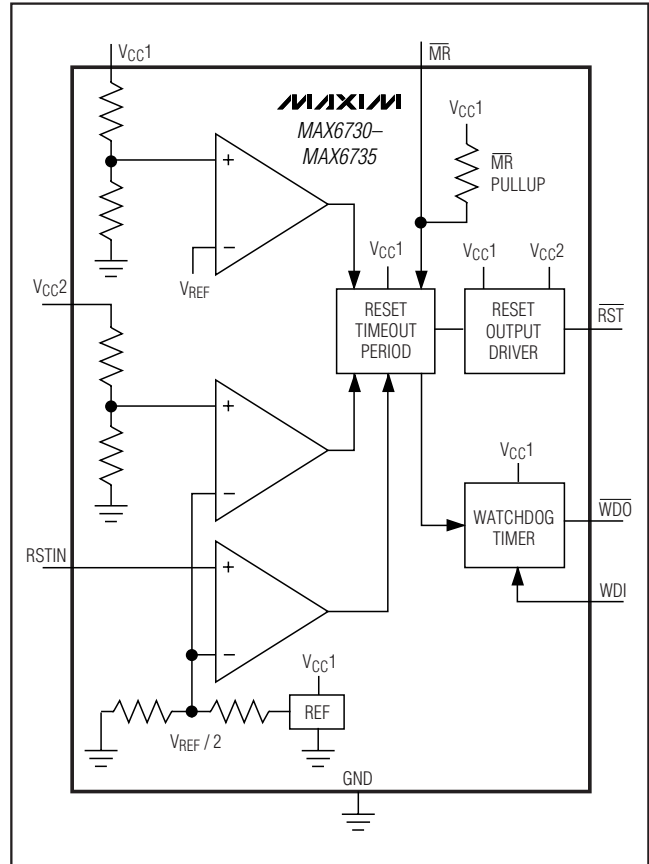 VCC1
MR
MAXIM
MAX6730–
MAX6735
VCC1
MR
PULLUP
+
−
VREF
VCC1
VCC1
VCC2
VCC2
RESET
TIMEOUT
PERIOD
RESET
OUTPUT
DRIVER
RST
+
−
VCC1
WATCHDOG
TIMER
WDO
WDI
RSTIN
+
−
VCC1
REF
VREF / 2
GND